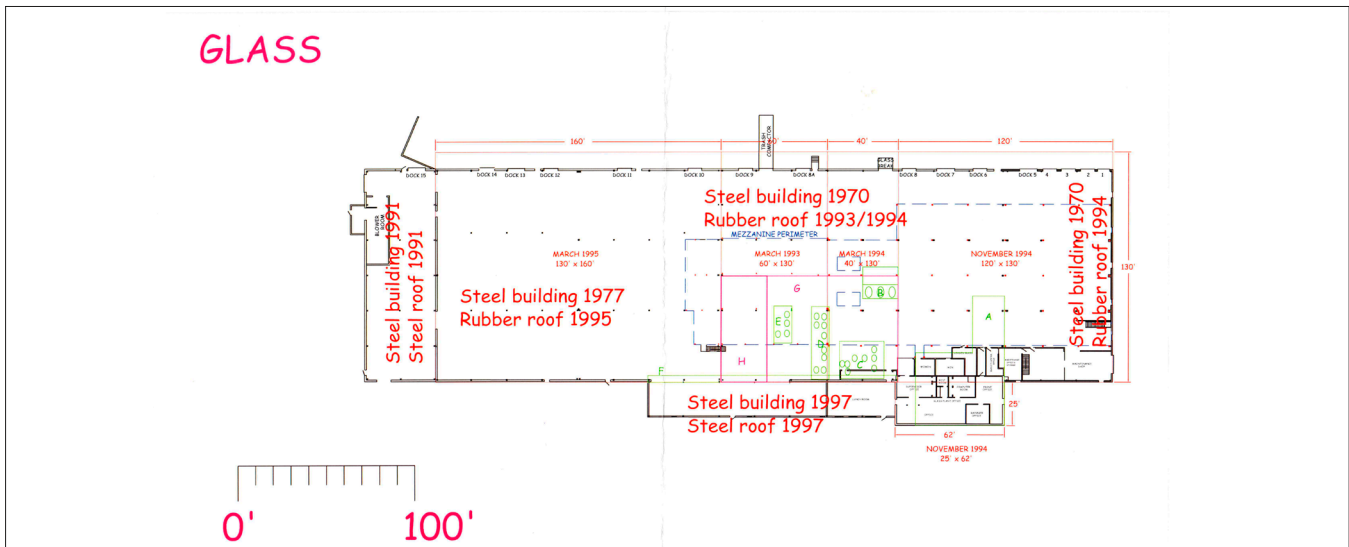 GLASS
TRASH COMPACTOR
160'
60'
40'
120'
GLASS BREAK
DOCK 15
DOCK 14
DOCK 13
DOCK 12
DOCK 11
DOCK 10
DOCK 9
DOCK 8A
DOCK 8
DOCK 7
DOCK 6
DOCK 5
4
3
2
1
Steel building 1970
Rubber roof 1993/1994
Steel building 1970
Rubber roof 1994
BLOWER ROOM
Steel building 1991
Steel roof 1991
MEZZANINE PERIMETER
MARCH 1995
130' x 160'
MARCH 1993
60' x 130'
MARCH 1994
40' x 130'
NOVEMBER 1994
120' x 130'
130'
Steel building 1977
Rubber roof 1995
G
B
E
A
D
H
C
F
Steel building 1997
Steel roof 1997
25'
62'
NOVEMBER 1994
25' x 62'
0'
100'